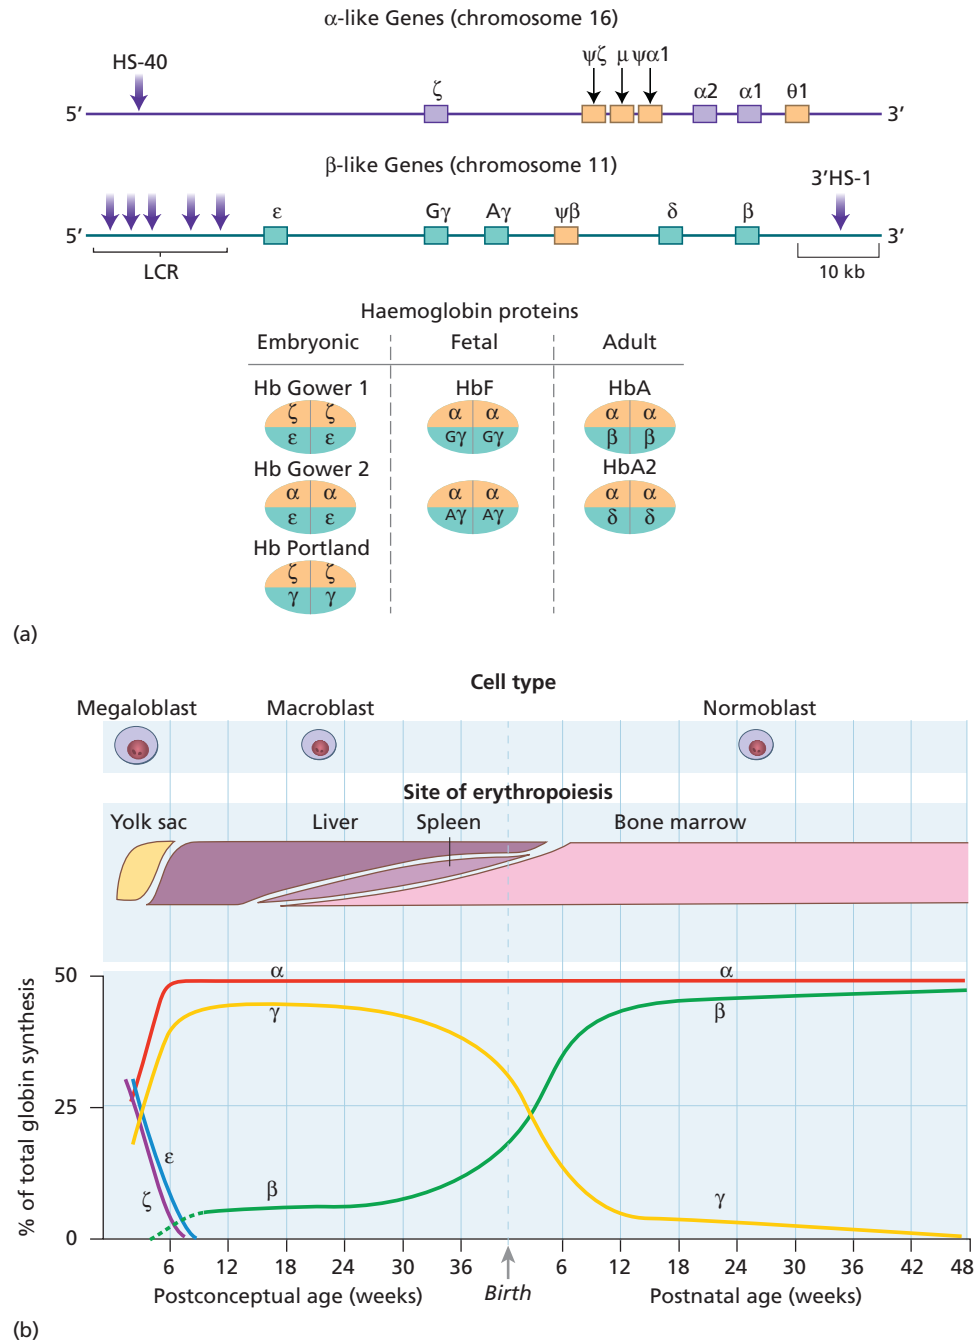 α-like Genes (chromosome 16)
HS-40
ψζ μ ψα1
ζ α2 α1 θ1
5’ 3’
β-like Genes (chromosome 11)
3’HS-1
ε Gγ Aγ ψβ δ β
5’ 3’
LCR 10 kb
Haemoglobin proteins
Embryonic Fetal Adult
Hb Gower 1 HbF HbA
ζ ζ α α α α
ε ε Gγ Gγ β β
Hb Gower 2 HbA2
α α α α α α
ε ε Aγ Aγ δ δ
Hb Portland
ζ ζ
γ γ
(a)
Cell type
Megaloblast Macroblast Normoblast
Site of erythropoiesis
Yolk sac Liver Spleen Bone marrow
% of total globin synthesis
50 α α
γ β
25
ε
ζ β γ
0
6 12 18 24 30 36 6 12 18 24 30 36 42 48
Postconceptual age (weeks) Birth Postnatal age (weeks)
(b)